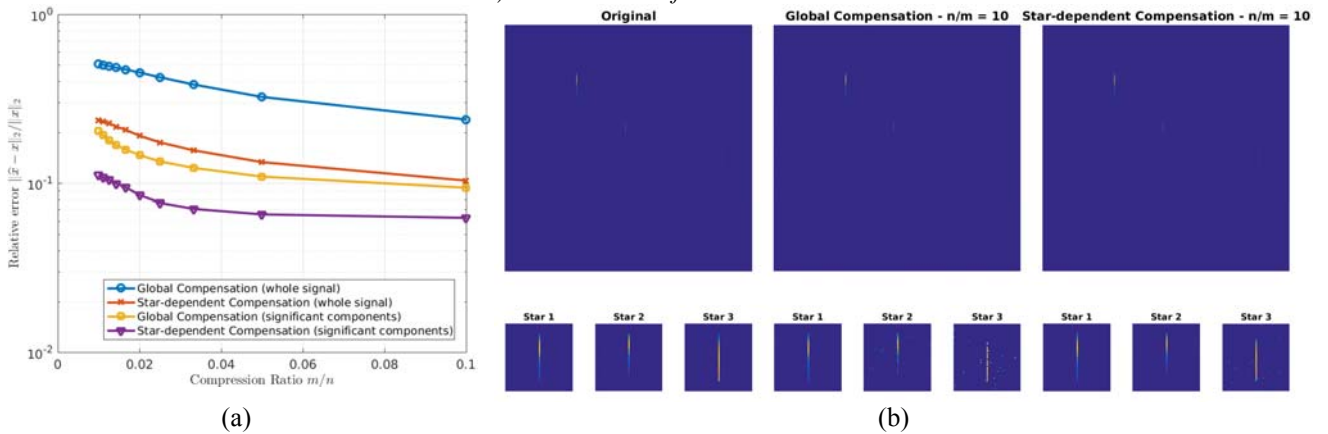 Relative error ‖x̂ − x‖₂/‖x‖₂
10⁰
10⁻¹
10⁻²
0
0.02
0.04
0.06
0.08
0.1
Compression Ratio m/n
Global Compensation (whole signal)
Star-dependent Compensation (whole signal)
Global Compensation (significant components)
Star-dependent Compensation (significant components)
(a)
Original
Global Compensation - n/m = 10
Star-dependent Compensation - n/m = 10
Star 1
Star 2
Star 3
Star 1
Star 2
Star 3
Star 1
Star 2
Star 3
(b)